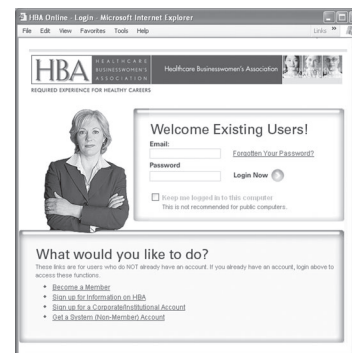 HBA Online - Login - Microsoft Internet Explorer
File Edit View Favorites Tools Help Links »
HBA HEALTHCARE
BUSINESSWOMEN'S
ASSOCIATION
Healthcare Businesswomen's Association
REQUIRED EXPERIENCE FOR HEALTHY CAREERS
Welcome Existing Users!
Email:
Forgotten Your Password?
Password
Login Now
Keep me logged in to this computer
This is not recommended for public computers.
What would you like to do?
These links are for users who do NOT already have an account. If you already have an account, login above to
access these functions.
• Become a Member
• Sign up for Information on HBA
• Sign up for a Corporate/Institutional Account
• Get a System (Non-Member) Account